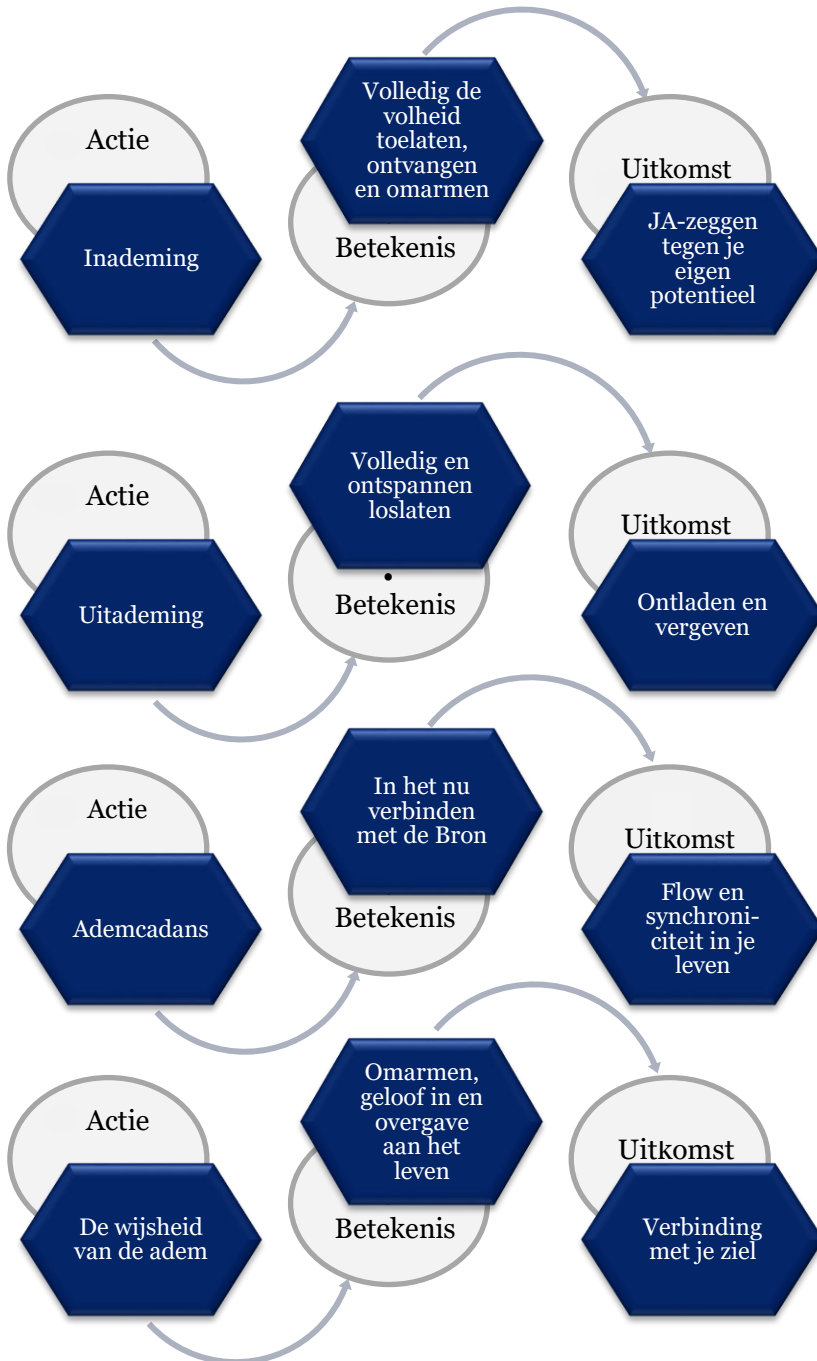 Actie
Inademing
Volledig de
volheid
toelaten,
ontvangen
en omarmen
Betekenis
Uitkomst
JA-zeggen
tegen je
eigen
potentieel
Actie
Uitademing
Volledig en
ontspannen
loslaten
•
Betekenis
Uitkomst
Ontladen en
vergeven
Actie
Ademcadans
In het nu
verbinden
met de Bron
Betekenis
Uitkomst
Flow en
synchroni-
citeit in je
leven
Actie
De wijsheid
van de adem
Omarmen,
geloof in en
overgave
aan het
leven
Betekenis
Uitkomst
Verbinding
met je ziel